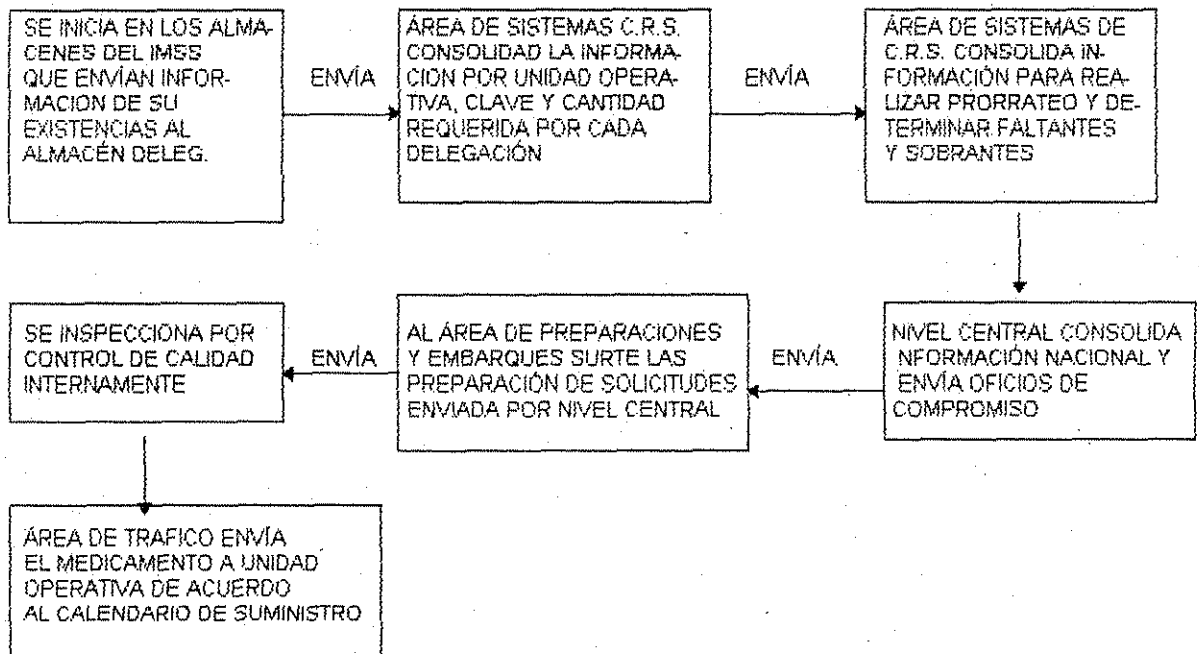 SE INICIA EN LOS ALMA-
CENES DEL IMSS
QUE ENVÍAN INFOR-
MACION DE SU
EXISTENCIAS AL
ALMACÉN DELEG.
ENVÍA
ÁREA DE SISTEMAS C.R.S.
CONSOLIDAD LA INFORMA-
CION POR UNIDAD OPERA-
TIVA, CLAVE Y CANTIDAD
REQUERIDA POR CADA
DELEGACIÓN
ENVÍA
ÁREA DE SISTEMAS DE
C.R.S. CONSOLIDA IN-
FORMACIÓN PARA REA-
LIZAR PRORRATEO Y DE-
TERMINAR FALTANTES
Y SOBRANTES
NIVEL CENTRAL CONSOLIDA
NFORMACIÓN NACIONAL Y
ENVÍA OFICIOS DE
COMPROMISO
ENVÍA
AL ÁREA DE PREPARACIONES
Y EMBARQUES SURTE LAS
PREPARACIÓN DE SOLICITUDES
ENVIADA POR NIVEL CENTRAL
ENVÍA
SE INSPECCIONA POR
CONTROL DE CALIDAD
INTERNAMENTE
ÁREA DE TRAFICO ENVÍA
EL MEDICAMENTO A UNIDAD
OPERATIVA DE ACUERDO
AL CALENDARIO DE SUMINISTRO